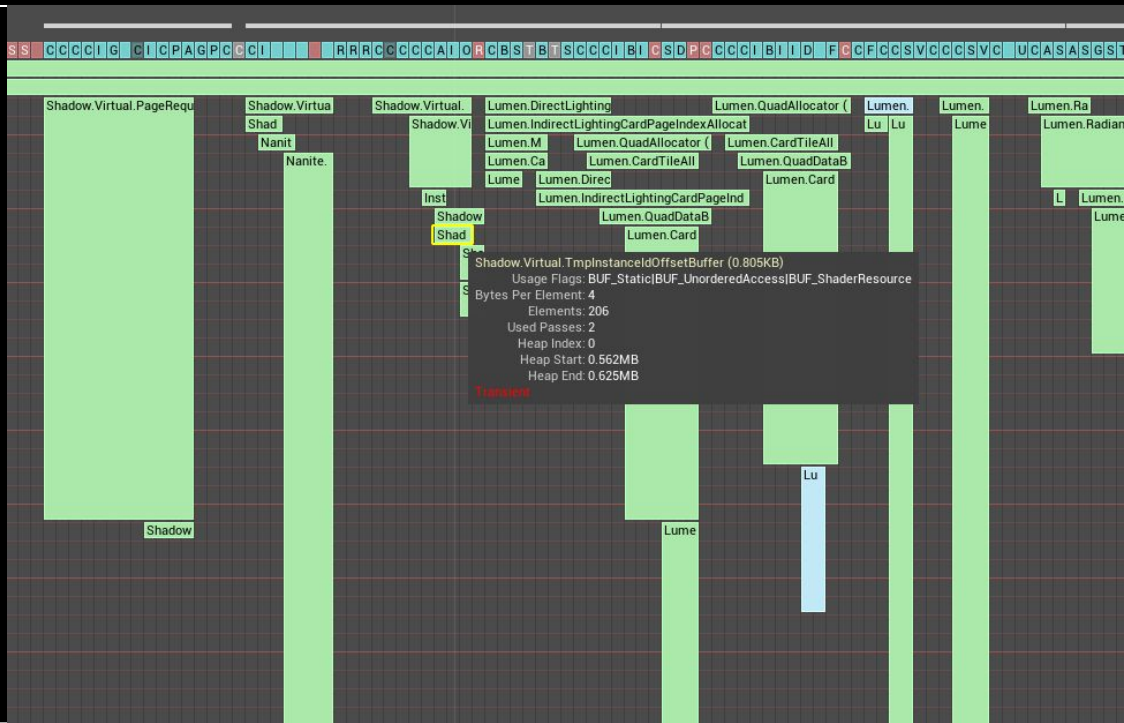 S S C C C C I G C I C P A G P C C C I R R R C C C C C A I O R C B S T B T S C C C I B I C S D P C C C C I B I I D F C C F C C S V C C C S V C U C A S A S G S T
Shadow.Virtual.PageRequ Shadow.Virtua Shadow.Virtual. Lumen.DirectLighting Lumen.QuadAllocator ( Lumen. Lumen. Lumen.Ra
Shad Shadow.Vi Lumen.IndirectLightingCardPageIndexAllocat Lu Lu Lume Lumen.Radian
Nanit Lumen.M Lumen.QuadAllocator ( Lumen.CardTileAll
Nanite. Lumen.Ca Lumen.CardTileAll Lumen.QuadDataB
Lume Lumen.Direc Lumen.Card
Inst Lumen.IndirectLightingCardPageInd L Lumen.
Shadow Lumen.QuadDataB Lume
Shad Lumen.Card
Shadow.Virtual.TmpInstanceIdOffsetBuffer (0.805KB)
Usage Flags: BUF_Static|BUF_UnorderedAccess|BUF_ShaderResource
Bytes Per Element: 4
Elements: 206
Used Passes: 2
Heap Index: 0
Heap Start: 0.562MB
Heap End: 0.625MB
Transient
Lu
Shadow Lume